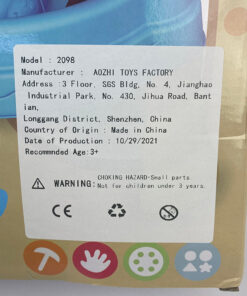 Model : 2098
Manufacturer : AOZHI TOYS FACTORY
Address :3 Floor, SGS Bldg, No. 4, Jianghao
Industrial Park, No. 430, Jihua Road, Bant
ian,
Longgang District, Shenzhen, China
Country of Origin : Made in China
Date of Production : 10/29/2021
Recommnded Age:3+
WARNING: CHOKING HAZARD-Small parts
Not for children under 3 years.
CE